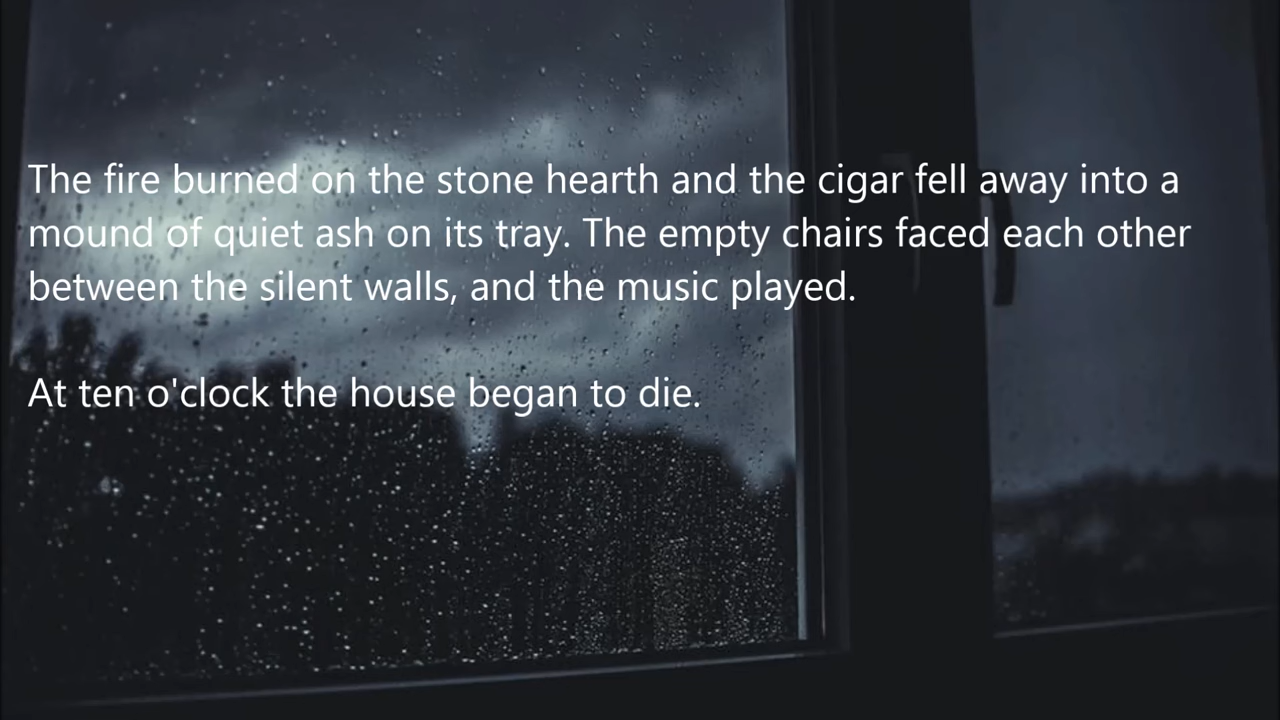 The fire burned on the stone hearth and the cigar fell away into a
mound of quiet ash on its tray. The empty chairs faced each other
between the silent walls, and the music played.
At ten o'clock the house began to die.